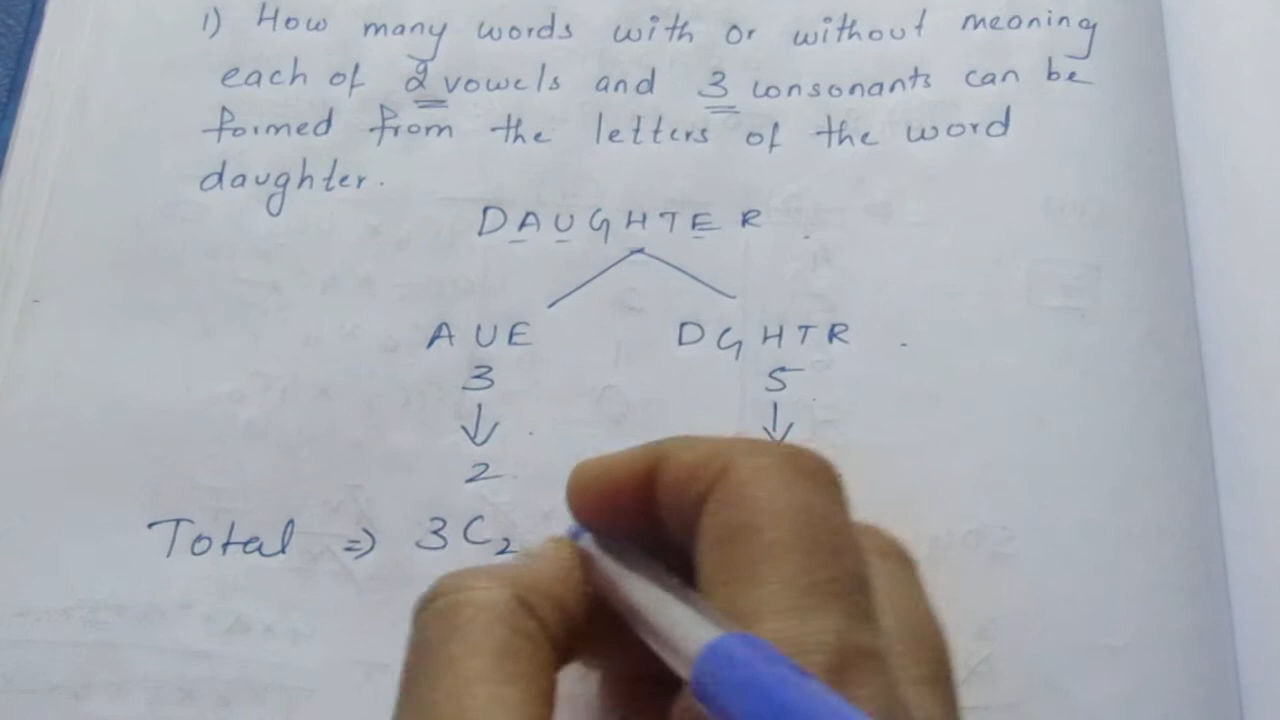 1) How many words with or without meaning
each of 2 vowels and 3 consonants can be
formed from the letters of the word
daughter.
DAUGHTER
AUE DGHTR
3 5
↓ ↓
2
Total ⇒ 3C₂